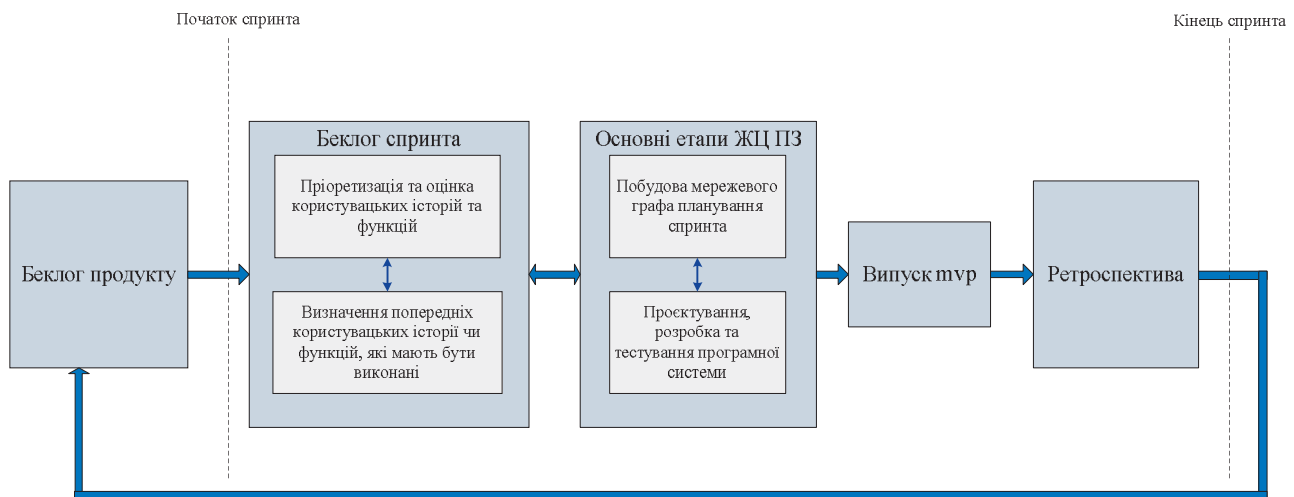 Початок спринта
Кінець спринта
Беклог продукту
Беклог спринта
Пріоретизація та оцінка
користувацьких історій та
функцій
Визначення попередніх
користувацьких історії чи
функцій, які мають бути
виконані
Основні етапи ЖЦ ПЗ
Побудова мережевого
графа планування
спринта
Проєктування,
розробка та
тестування програмної
системи
Випуск mvp
Ретроспектива